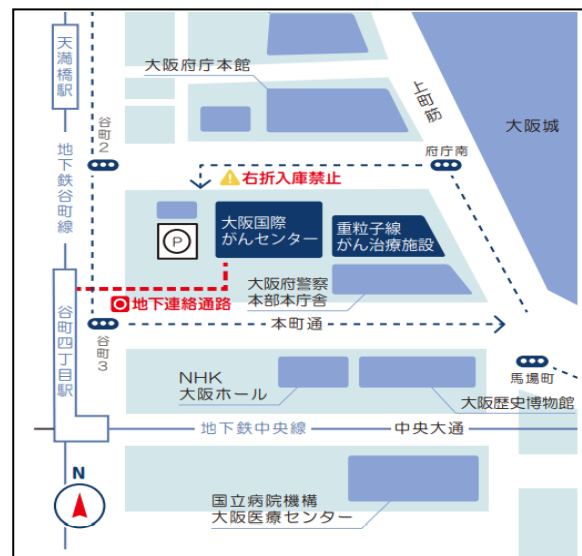 天満橋駅
大阪府庁本館
上町筋
大阪城
谷町2
府庁南
地下鉄谷町線
右折入庫禁止
P
大阪国際
がんセンター
重粒子線
がん治療施設
大阪府警察
本部本庁舎
地下連絡通路
谷町四丁目駅
谷町3
本町通
馬場町
NHK
大阪ホール
大阪歴史博物館
地下鉄中央線
中央大通
N
国立病院機構
大阪医療センター